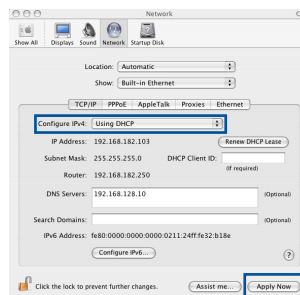 Network
Show All Displays Sound Network Startup Disk
Location: Automatic
Show: Built-in Ethernet
TCP/IP PPPoE AppleTalk Proxies Ethernet
Configure IPv4: Using DHCP
IP Address: 192.168.182.103 Renew DHCP Lease
Subnet Mask: 255.255.255.0 DHCP Client ID:
(If required)
Router: 192.168.182.250
DNS Servers: 192.168.128.10 (Optional)
Search Domains: (Optional)
IPv6 Address: fe80:0000:0000:0000:0211:24ff:fe32:b18e
Configure IPv6... ?
Click the lock to prevent further changes. Assist me... Apply Now